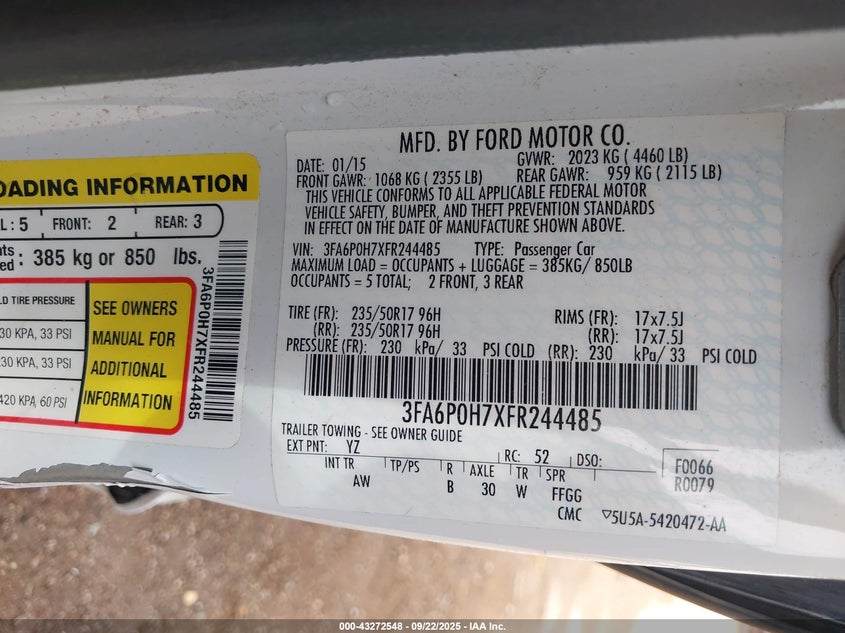 OADING INFORMATION
L : 5 FRONT: 2 REAR: 3
: 385 kg or 850 lbs.
LD TIRE PRESSURE
30 KPA, 33 PSI
230 KPA, 33 PSI
420 KPA, 60 PSI
SEE OWNERS
MANUAL FOR
ADDITIONAL
INFORMATION
3FA6P0H7XFR244485
MFD. BY FORD MOTOR CO.
DATE: 01/15 GVWR: 2023 KG ( 4460 LB)
FRONT GAWR: 1068 KG ( 2355 LB) REAR GAWR: 959 KG ( 2115 LB)
THIS VEHICLE CONFORMS TO ALL APPLICABLE FEDERAL MOTOR
VEHICLE SAFETY, BUMPER, AND THEFT PREVENTION STANDARDS
IN EFFECT ON THE DATE OF MANUFACTURE SHOWN ABOVE.
VIN: 3FA6P0H7XFR244485 TYPE: Passenger Car
MAXIMUM LOAD = OCCUPANTS + LUGGAGE = 385KG/ 850LB
OCCUPANTS = 5 TOTAL; 2 FRONT, 3 REAR
TIRE (FR): 235/50R17 96H RIMS (FR): 17x7.5J
(RR): 235/50R17 96H (RR): 17x7.5J
PRESSURE (FR): 230 kPa/ 33 PSI COLD (RR): 230 kPa/ 33 PSI COLD
3FA6P0H7XFR244485
TRAILER TOWING - SEE OWNER GUIDE
EXT PNT: YZ RC: 52 DSO:
INT TR TP/PS R AXLE TR SPR
AW B 30 W FFGG
F0066
R0079
CMC ▽5U5A-5420472-AA
000-43272548 - 09/22/2025 - IAA Inc.